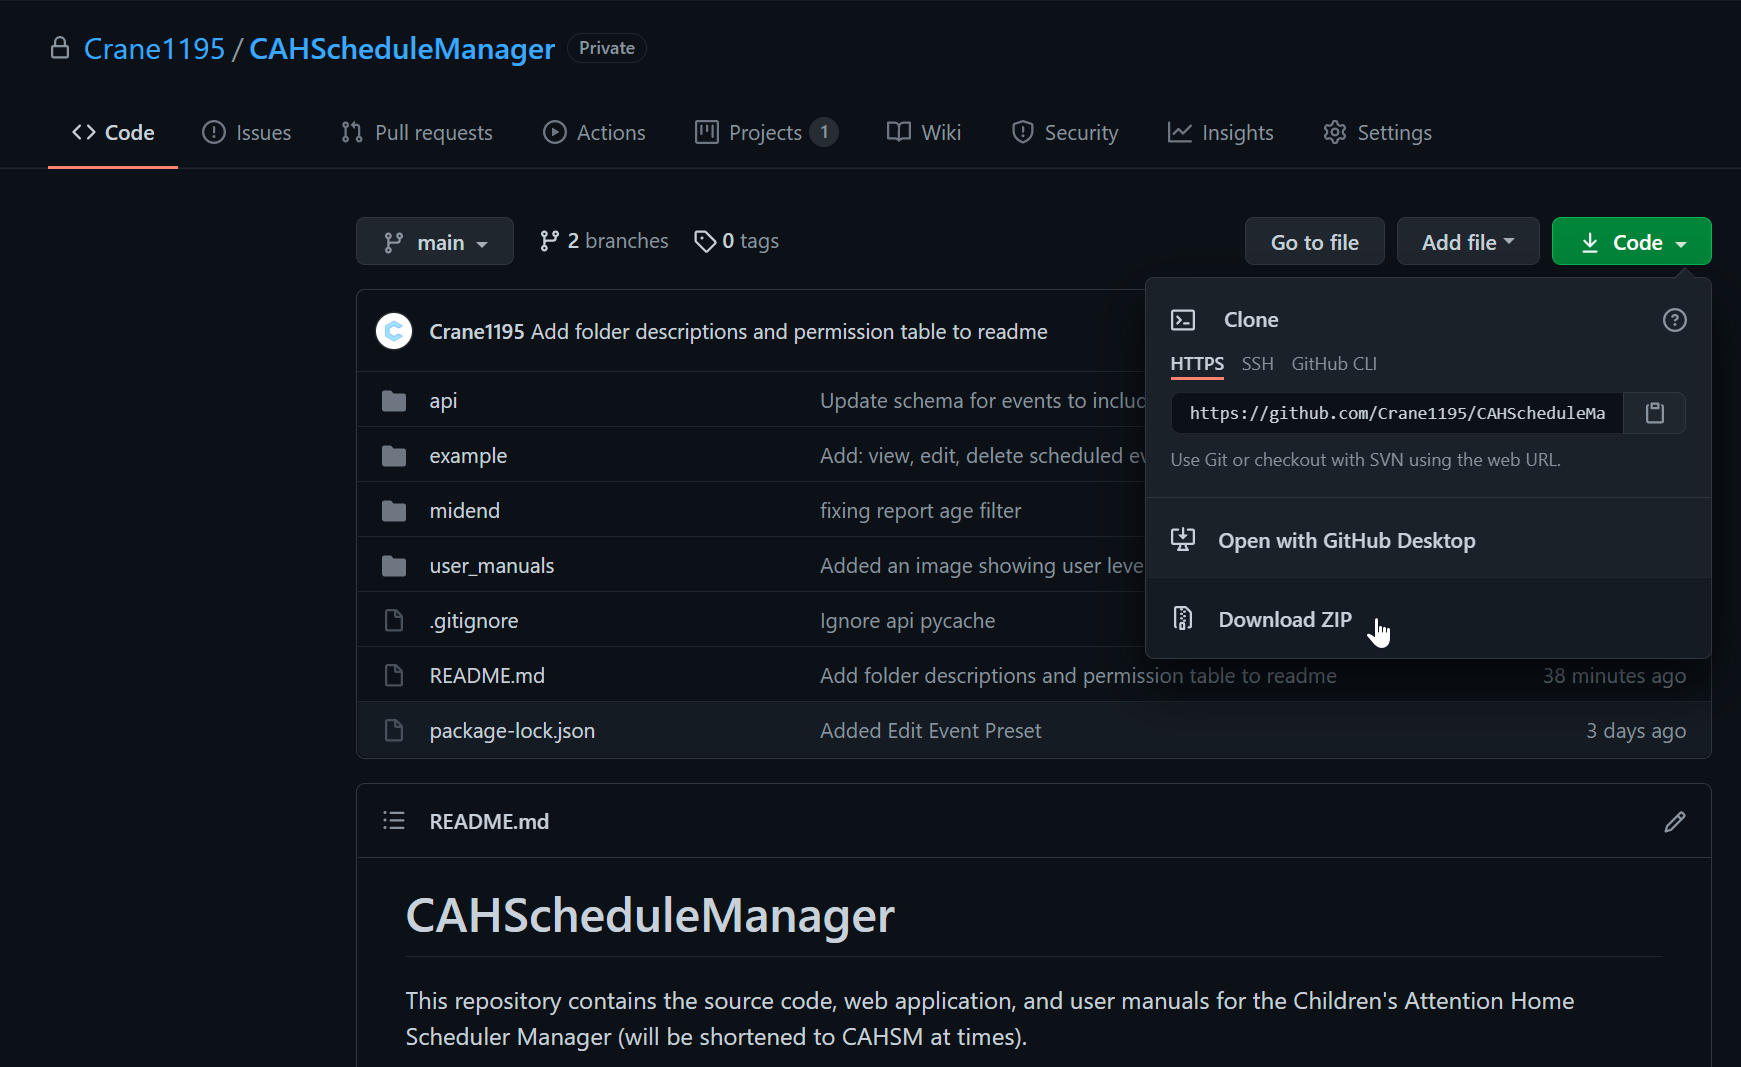 Crane1195 / CAHScheduleManager Private
Code Issues Pull requests Actions Projects 1 Wiki Security Insights Settings
main 2 branches 0 tags Go to file Add file Code
Crane1195 Add folder descriptions and permission table to readme
Clone
HTTPS SSH GitHub CLI
https://github.com/Crane1195/CAHScheduleMa
Use Git or checkout with SVN using the web URL.
Open with GitHub Desktop
Download ZIP
api Update schema for events to includ
example Add: view, edit, delete scheduled ev
midend fixing report age filter
user_manuals Added an image showing user leve
.gitignore Ignore api pycache
README.md Add folder descriptions and permission table to readme 38 minutes ago
package-lock.json Added Edit Event Preset 3 days ago
README.md
CAHScheduleManager
This repository contains the source code, web application, and user manuals for the Children's Attention Home
Scheduler Manager (will be shortened to CAHSM at times).